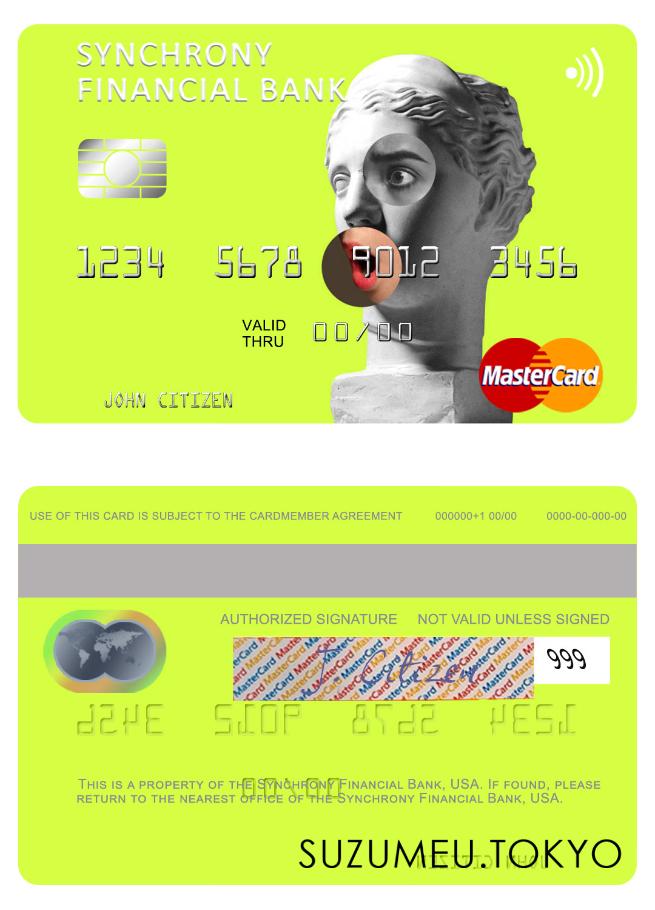 SYNCHRONY
FINANCIAL BANK
1234 5678 9012 3456
VALID
THRU
00/00
JOHN CITIZEN
MasterCard
USE OF THIS CARD IS SUBJECT TO THE CARDMEMBER AGREEMENT 000000+1 00/00 0000-00-000-00
AUTHORIZED SIGNATURE NOT VALID UNLESS SIGNED
J Citizen 999
1234 5678 9012 3456
THIS IS A PROPERTY OF THE SYNCHRONY FINANCIAL BANK, USA. IF FOUND, PLEASE
RETURN TO THE NEAREST OFFICE OF THE SYNCHRONY FINANCIAL BANK, USA.
00/00
SUZUMEU.TOKYO
JOHN CITIZEN